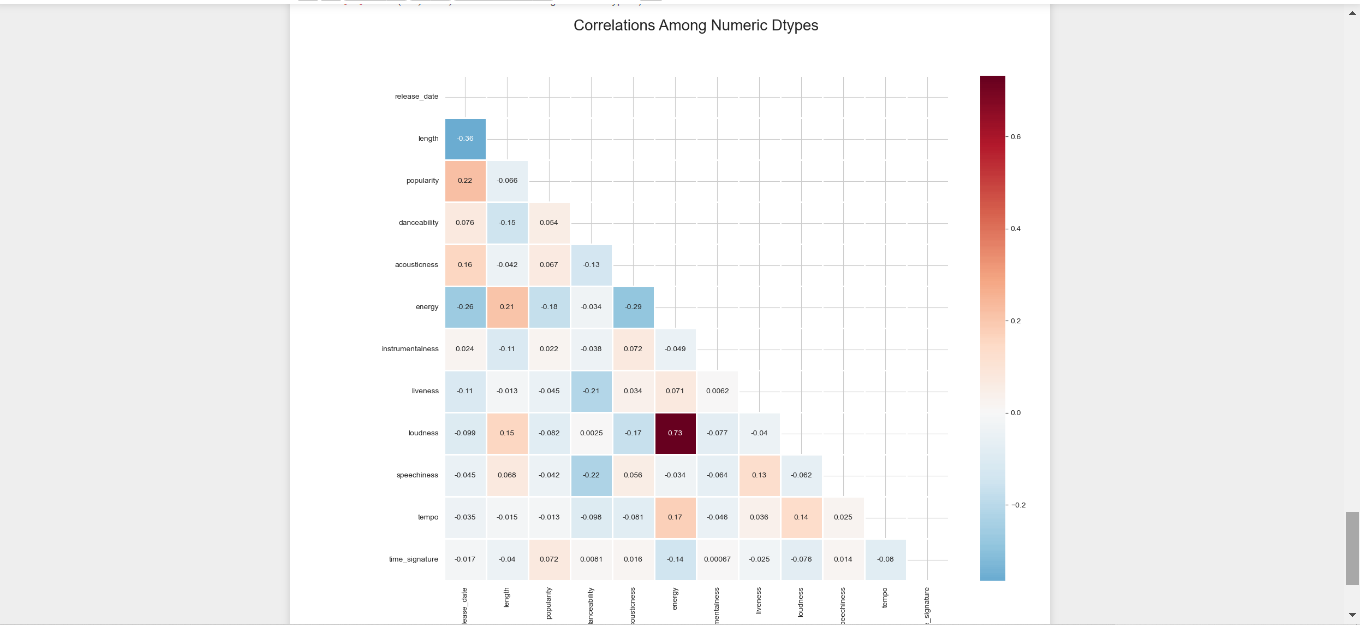 Correlations Among Numeric Dtypes
release_date
length -0.38
popularity 0.22 -0.066
danceability 0.076 -0.15 0.054
acousticness 0.16 -0.042 0.067 -0.13
energy -0.26 0.21 -0.18 -0.034 -0.29
instrumentalness 0.024 -0.11 0.022 -0.038 0.072 -0.049
liveness -0.11 -0.013 -0.045 -0.21 0.034 0.071 0.0062
loudness -0.099 0.15 -0.082 0.0025 -0.17 0.73 -0.077 -0.04
speechiness -0.045 0.068 -0.042 -0.22 0.056 -0.034 -0.064 0.13 -0.062
tempo -0.035 -0.015 -0.013 -0.098 -0.081 0.17 -0.046 0.036 0.14 0.025
time_signature -0.017 -0.04 0.072 0.0081 0.016 -0.14 0.00067 -0.025 -0.076 0.014 -0.08
ease_date length popularity danceability ousticness energy mentalness liveness loudness eechiness tempo _signature
0.6
0.4
0.2
0.0
-0.2